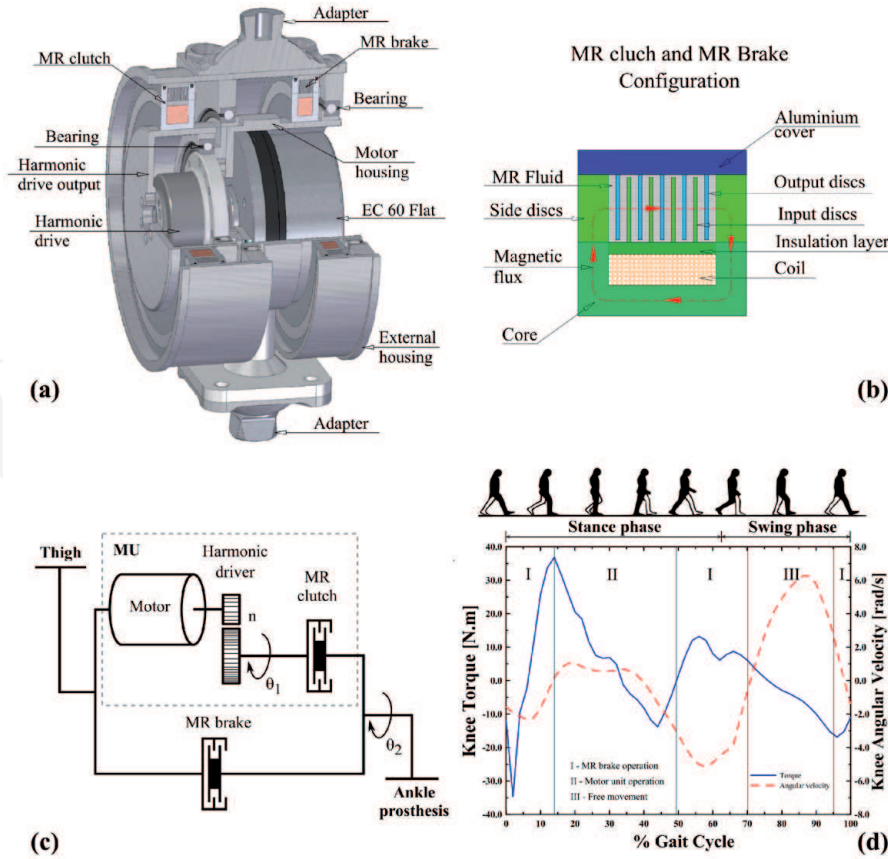 Adapter
MR clutch
MR brake
Bearing
Bearing
Motor
housing
Harmonic
drive output
Harmonic
drive
EC 60 Flat
External
housing
Adapter
(a)
MR cluch and MR Brake
Configuration
Aluminium
cover
MR Fluid
Output discs
Side discs
Input discs
Insulation layer
Magnetic
flux
Coil
Core
(b)
Thigh
MU
Harmonic
driver
MR
clutch
Motor
n
θ1
MR brake
θ2
Ankle
prosthesis
(c)
Stance phase
Swing phase
40.0
30.0
20.0
10.0
0.0
-10.0
-20.0
-30.0
-40.0
Knee Torque [N.m]
I
II
I
III
I
8.0
6.0
4.0
2.0
0.0
-2.0
-4.0
-6.0
-8.0
Knee Angular Velocity [rad/s]
I - MR brake operation
II - Motor unit operation
III - Free movement
Torque
Angular velocity
0 10 20 30 40 50 60 70 80 90 100
% Gait Cycle
(d)